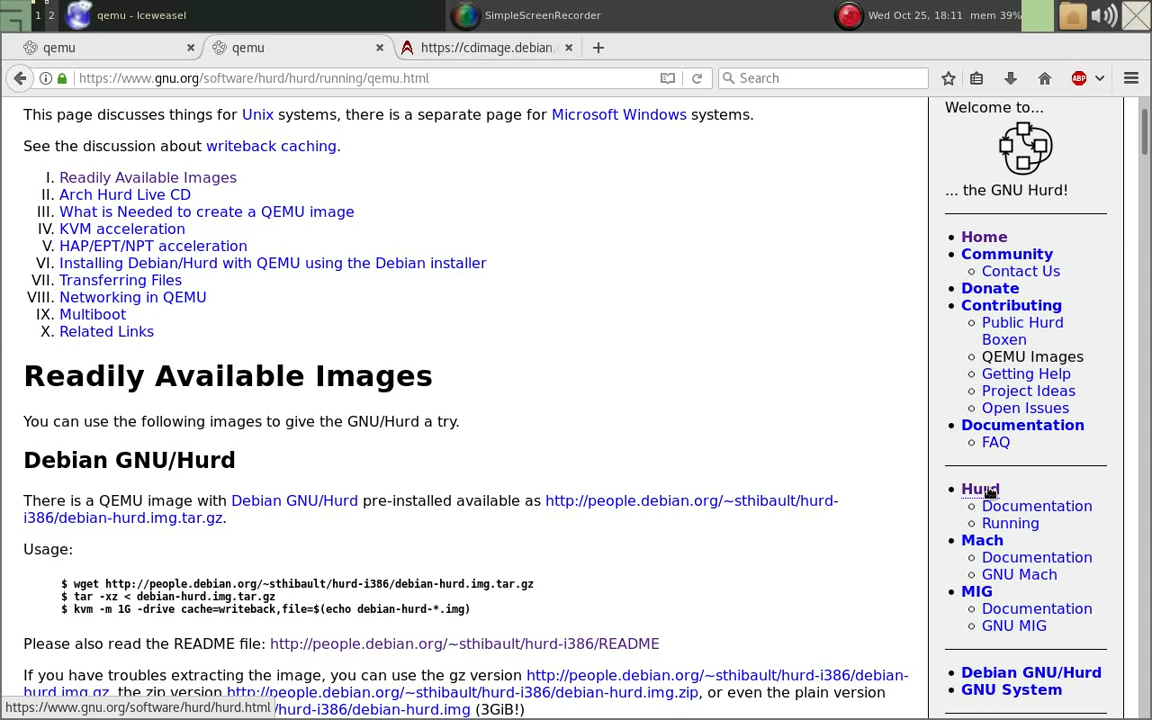 1 2 qemu - Iceweasel SimpleScreenRecorder Wed Oct 25, 18:11 mem 39%
qemu × qemu × https://cdimage.debian. × +
https://www.gnu.org/software/hurd/hurd/running/qemu.html Search ABP
This page discusses things for Unix systems, there is a separate page for Microsoft Windows systems.
See the discussion about writeback caching.
I. Readily Available Images
II. Arch Hurd Live CD
III. What is Needed to create a QEMU image
IV. KVM acceleration
V. HAP/EPT/NPT acceleration
VI. Installing Debian/Hurd with QEMU using the Debian installer
VII. Transferring Files
VIII. Networking in QEMU
IX. Multiboot
X. Related Links
Readily Available Images
You can use the following images to give the GNU/Hurd a try.
Debian GNU/Hurd
There is a QEMU image with Debian GNU/Hurd pre-installed available as http://people.debian.org/~sthibault/hurd-
i386/debian-hurd.img.tar.gz.
Usage:
$ wget http://people.debian.org/~sthibault/hurd-i386/debian-hurd.img.tar.gz
$ tar -xz < debian-hurd.img.tar.gz
$ kvm -m 1G -drive cache=writeback,file=$(echo debian-hurd-*.img)
Please also read the README file: http://people.debian.org/~sthibault/hurd-i386/README
If you have troubles extracting the image, you can use the gz version http://people.debian.org/~sthibault/hurd-i386/debian-
hurd.img.gz, the zip version http://people.debian.org/~sthibault/hurd-i386/debian-hurd.img.zip, or even the plain version
/hurd-i386/debian-hurd.img (3GiB!)
https://www.gnu.org/software/hurd/hurd.html
Welcome to...
... the GNU Hurd!
Home
Community
Contact Us
Donate
Contributing
Public Hurd
Boxen
QEMU Images
Getting Help
Project Ideas
Open Issues
Documentation
FAQ
Hurd
Documentation
Running
Mach
Documentation
GNU Mach
MIG
Documentation
GNU MIG
Debian GNU/Hurd
GNU System